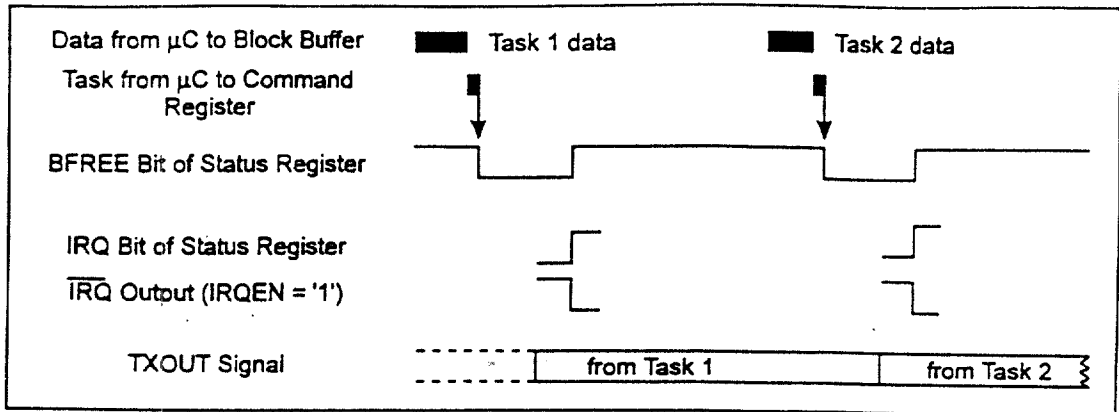 Data from μC to Block Buffer
Task 1 data
Task 2 data
Task from μC to Command
Register
BFREE Bit of Status Register
IRQ Bit of Status Register
I̅R̅Q̅ Output (IRQEN = '1')
TXOUT Signal
from Task 1
from Task 2